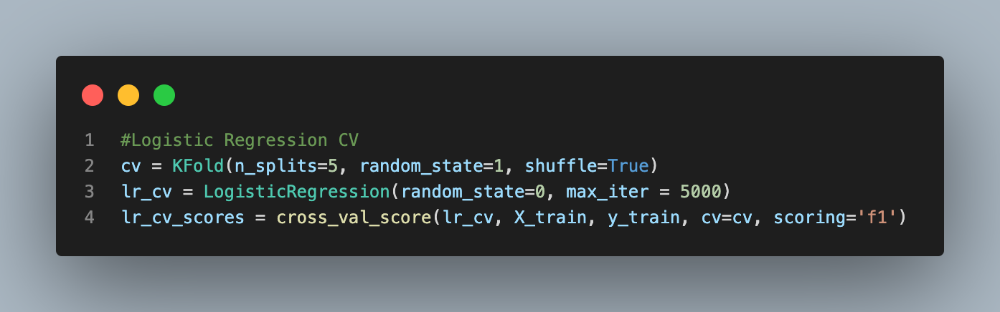 1 #Logistic Regression CV
2 cv = KFold(n_splits=5, random_state=1, shuffle=True)
3 lr_cv = LogisticRegression(random_state=0, max_iter = 5000)
4 lr_cv_scores = cross_val_score(lr_cv, X_train, y_train, cv=cv, scoring='f1')